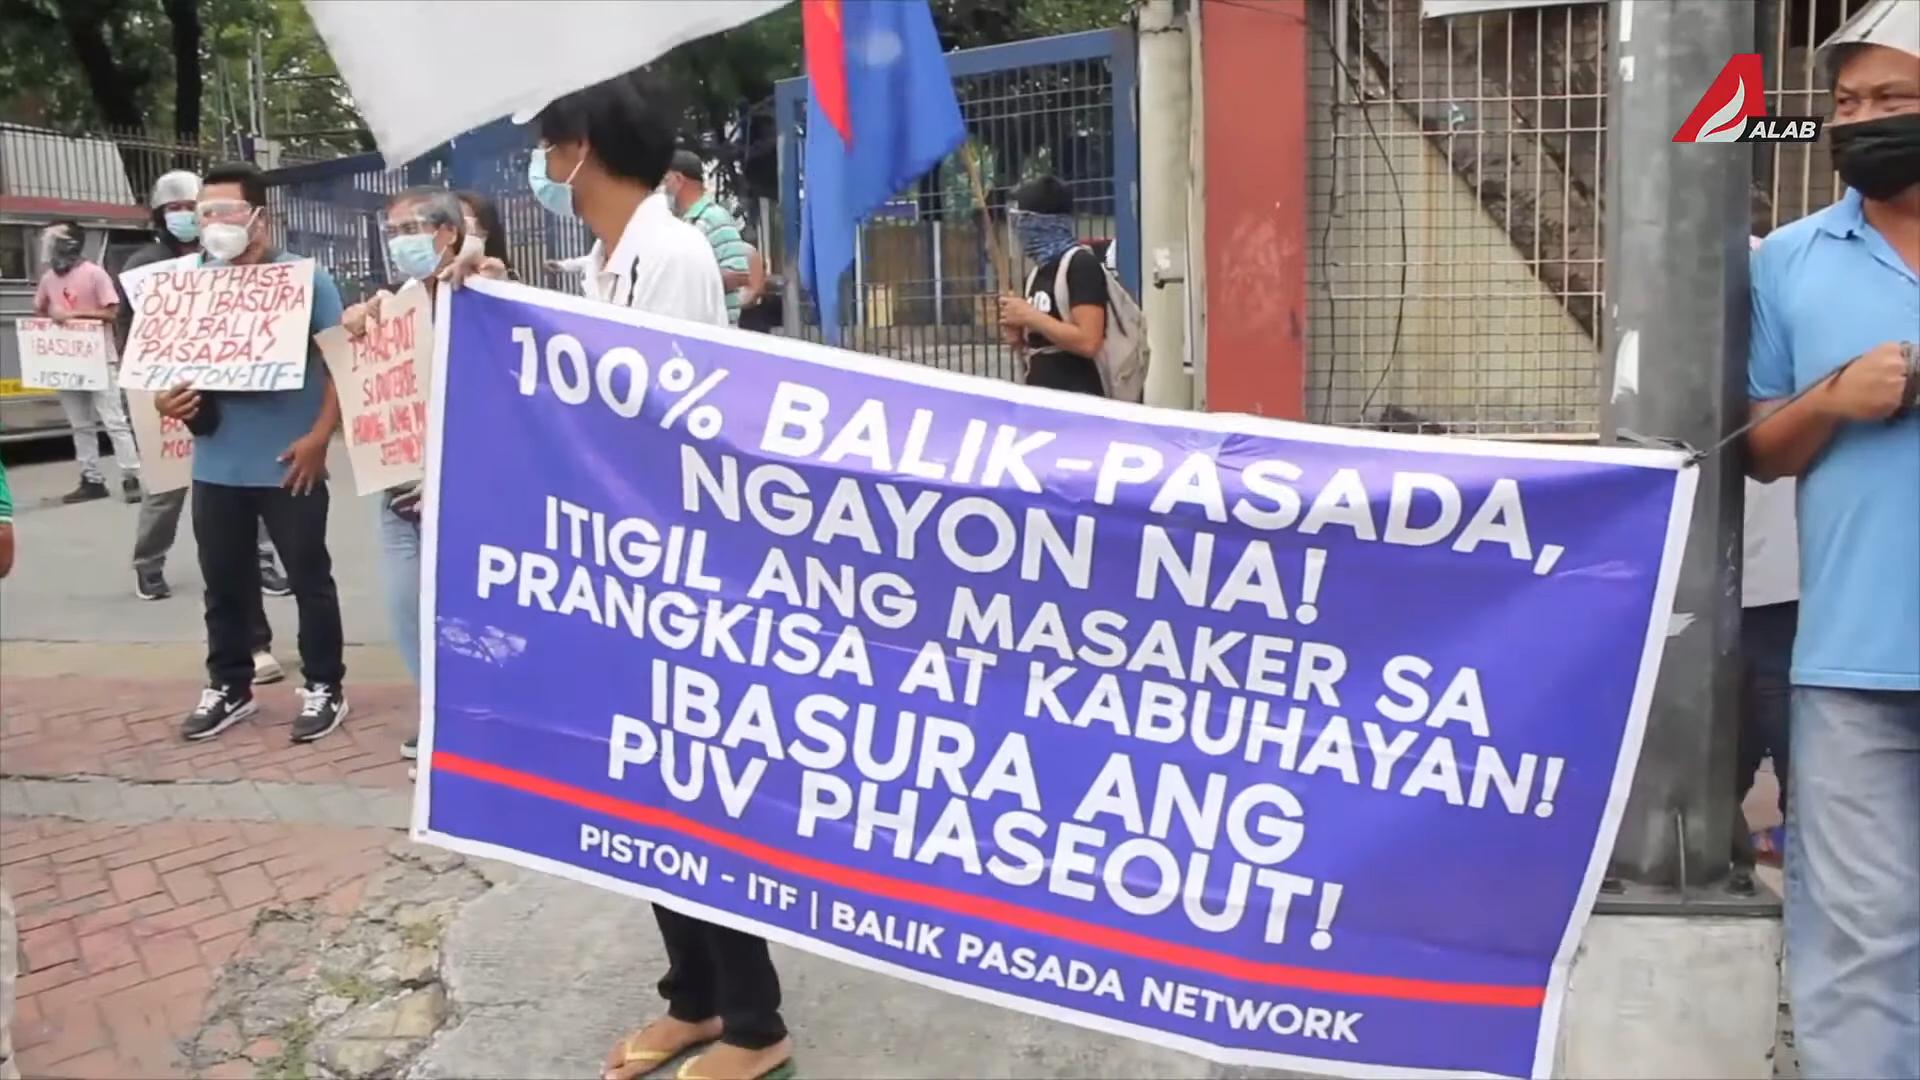 ALAB
PUV PHASE
OUT IBASURA
100% BALIK
PASADA!
-PISTON-ITF-
IBASURA!
-PISTON-
100% BALIK-PASADA,
NGAYON NA!
ITIGIL ANG MASAKER SA
PRANGKISA AT KABUHAYAN!
IBASURA ANG
PUV PHASEOUT!
PISTON - ITF | BALIK PASADA NETWORK